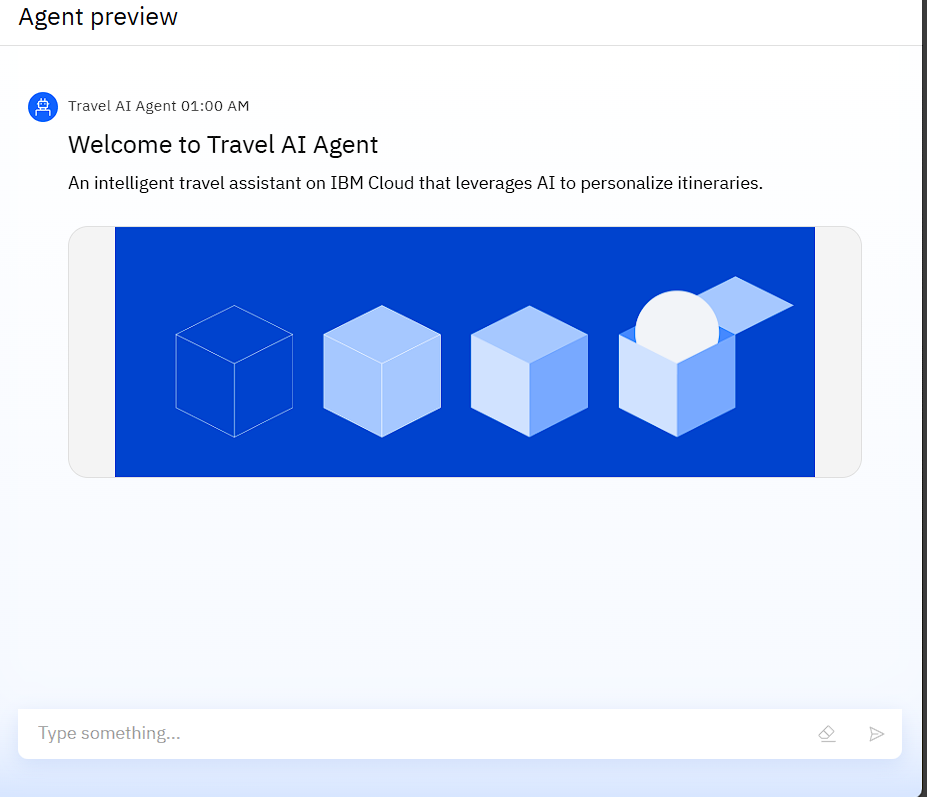 Agent preview
Travel AI Agent 01:00 AM
Welcome to Travel AI Agent
An intelligent travel assistant on IBM Cloud that leverages AI to personalize itineraries.
Type something...